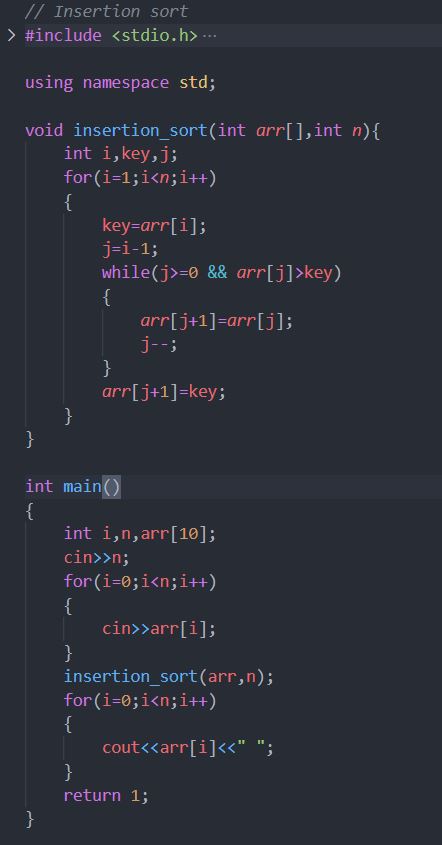 // Insertion sort
> #include <stdio.h>···
using namespace std;
void insertion_sort(int arr[],int n){
    int i,key,j;
    for(i=1;i<n;i++)
    {
        key=arr[i];
        j=i-1;
        while(j>=0 && arr[j]>key)
        {
            arr[j+1]=arr[j];
            j--;
        }
        arr[j+1]=key;
    }
}
int main()
{
    int i,n,arr[10];
    cin>>n;
    for(i=0;i<n;i++)
    {
        cin>>arr[i];
    }
    insertion_sort(arr,n);
    for(i=0;i<n;i++)
    {
        cout<<arr[i]<<" ";
    }
    return 1;
}